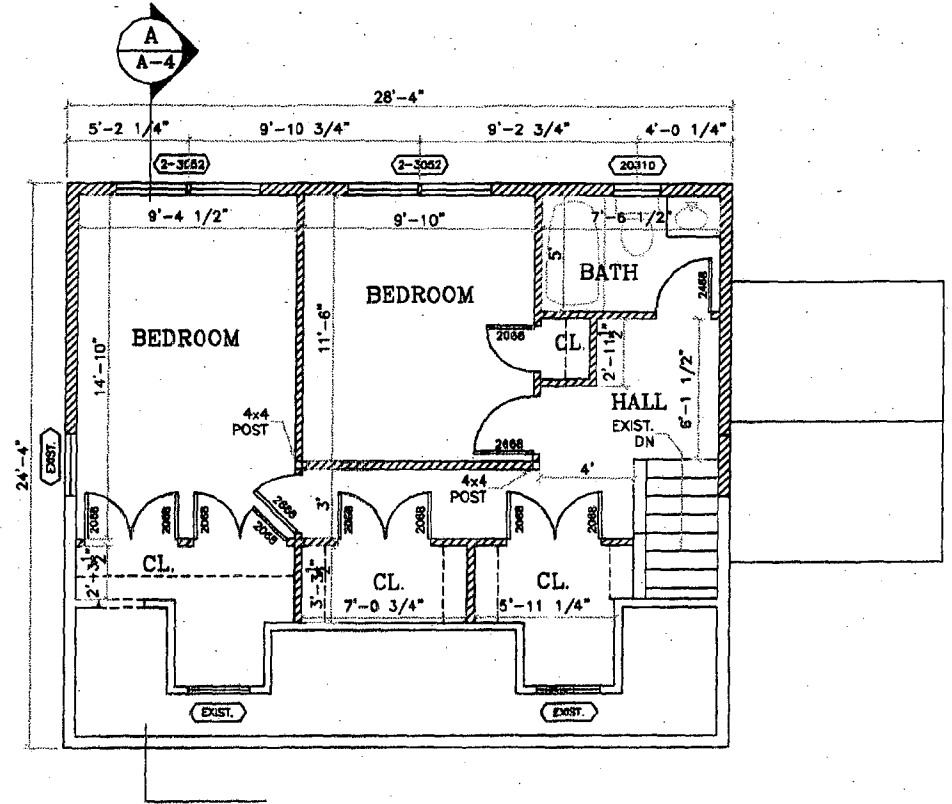 A
A-4
28'-4"
5'-2 1/4"
9'-10 3/4"
9'-2 3/4"
4'-0 1/4"
2-3052
2-3052
20310
9'-4 1/2"
9'-10"
7'-6 1/2"
5'
BATH
2468
BEDROOM
BEDROOM
11'-6"
2068
CL.
2'-11 1/2"
14'-10"
HALL
6'-1 1/2"
EXIST.
DN
4x4
POST
2668
EXIST.
24'-4"
4x4
POST
4'
3'
2668
2068
2068
2068
2068
2068
2068
2068
2068
CL.
2'-3 1/2"
3'-3 1/2"
CL.
CL.
7'-0 3/4"
5'-11 1/4"
EXIST.
EXIST.